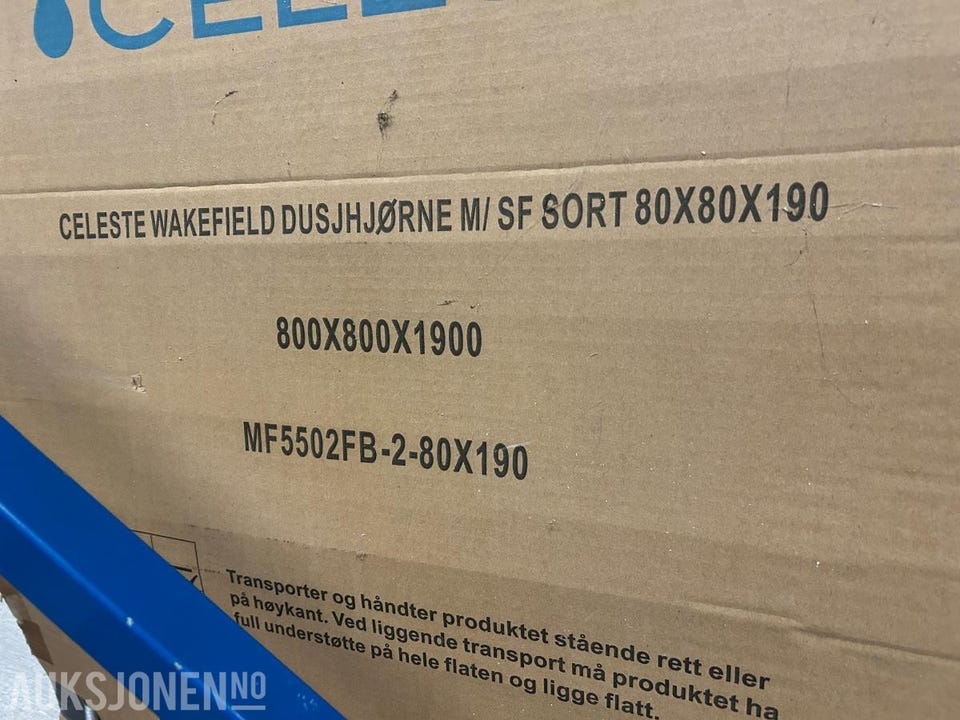 CELESTE WAKEFIELD DUSJHJØRNE M/ SF SORT 80X80X190
800X800X1900
MF5502FB-2-80X190
Transporter og håndter produktet stående rett eller
på høykant. Ved liggende transport må produktet ha
full understøtte på hele flaten og ligge flatt.
AUKSJONEN NO